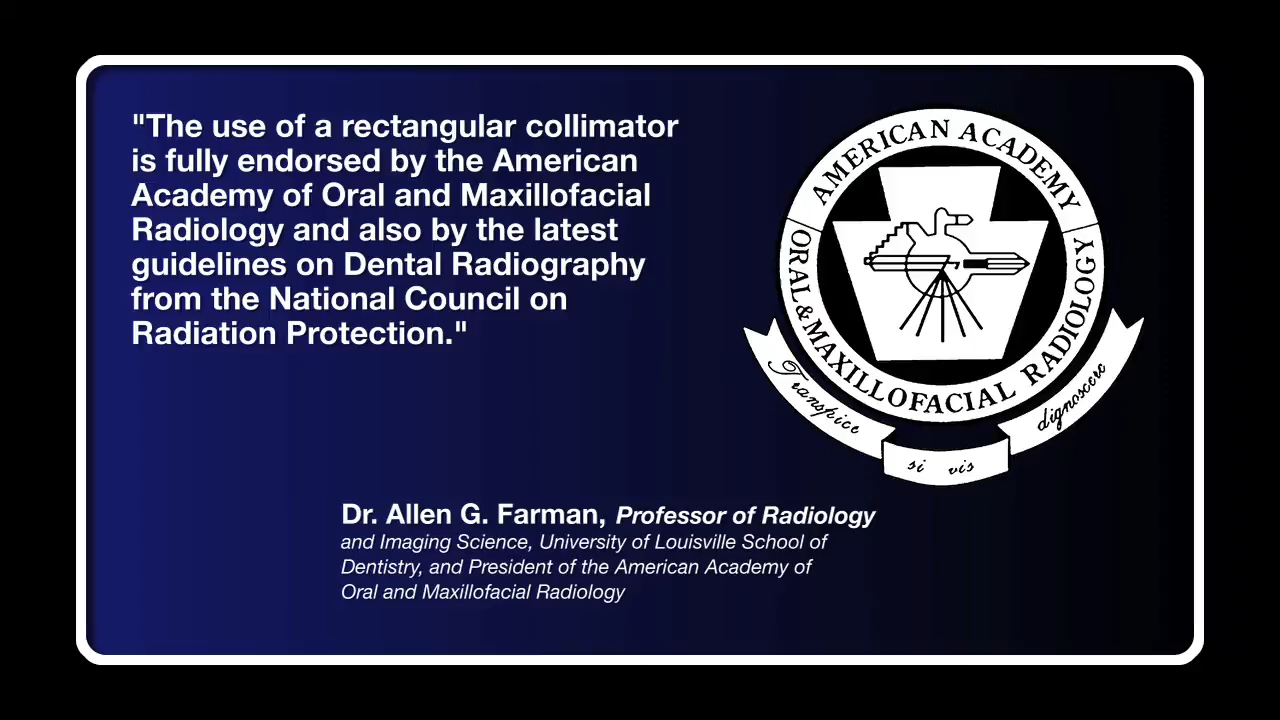 "The use of a rectangular collimator
is fully endorsed by the American
Academy of Oral and Maxillofacial
Radiology and also by the latest
guidelines on Dental Radiography
from the National Council on
Radiation Protection."
AMERICAN ACADEMY
ORAL & MAXILLOFACIAL RADIOLOGY
Transpice si vis dignoscere
Dr. Allen G. Farman, Professor of Radiology
and Imaging Science, University of Louisville School of
Dentistry, and President of the American Academy of
Oral and Maxillofacial Radiology